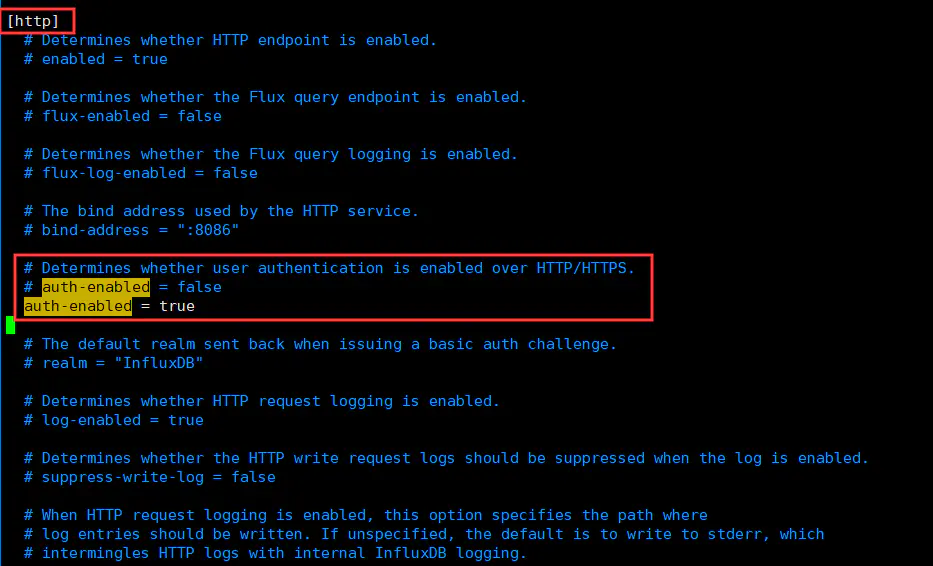 [http]
# Determines whether HTTP endpoint is enabled.
# enabled = true
# Determines whether the Flux query endpoint is enabled.
# flux-enabled = false
# Determines whether the Flux query logging is enabled.
# flux-log-enabled = false
# The bind address used by the HTTP service.
# bind-address = ":8086"
# Determines whether user authentication is enabled over HTTP/HTTPS.
# auth-enabled = false
auth-enabled = true
# The default realm sent back when issuing a basic auth challenge.
# realm = "InfluxDB"
# Determines whether HTTP request logging is enabled.
# log-enabled = true
# Determines whether the HTTP write request logs should be suppressed when the log is enabled.
# suppress-write-log = false
# When HTTP request logging is enabled, this option specifies the path where
# log entries should be written. If unspecified, the default is to write to stderr, which
# intermingles HTTP logs with internal InfluxDB logging.